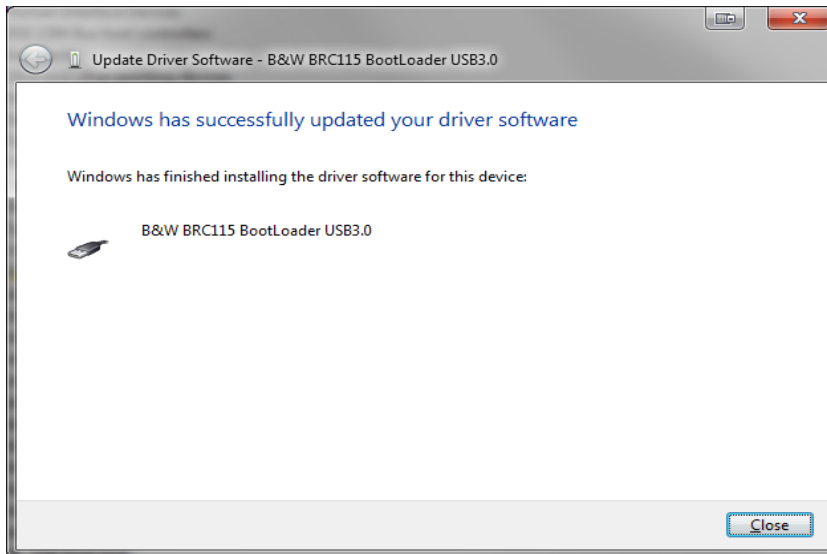 Update Driver Software - B&W BRC115 BootLoader USB3.0
Windows has successfully updated your driver software
Windows has finished installing the driver software for this device:
B&W BRC115 BootLoader USB3.0
Close